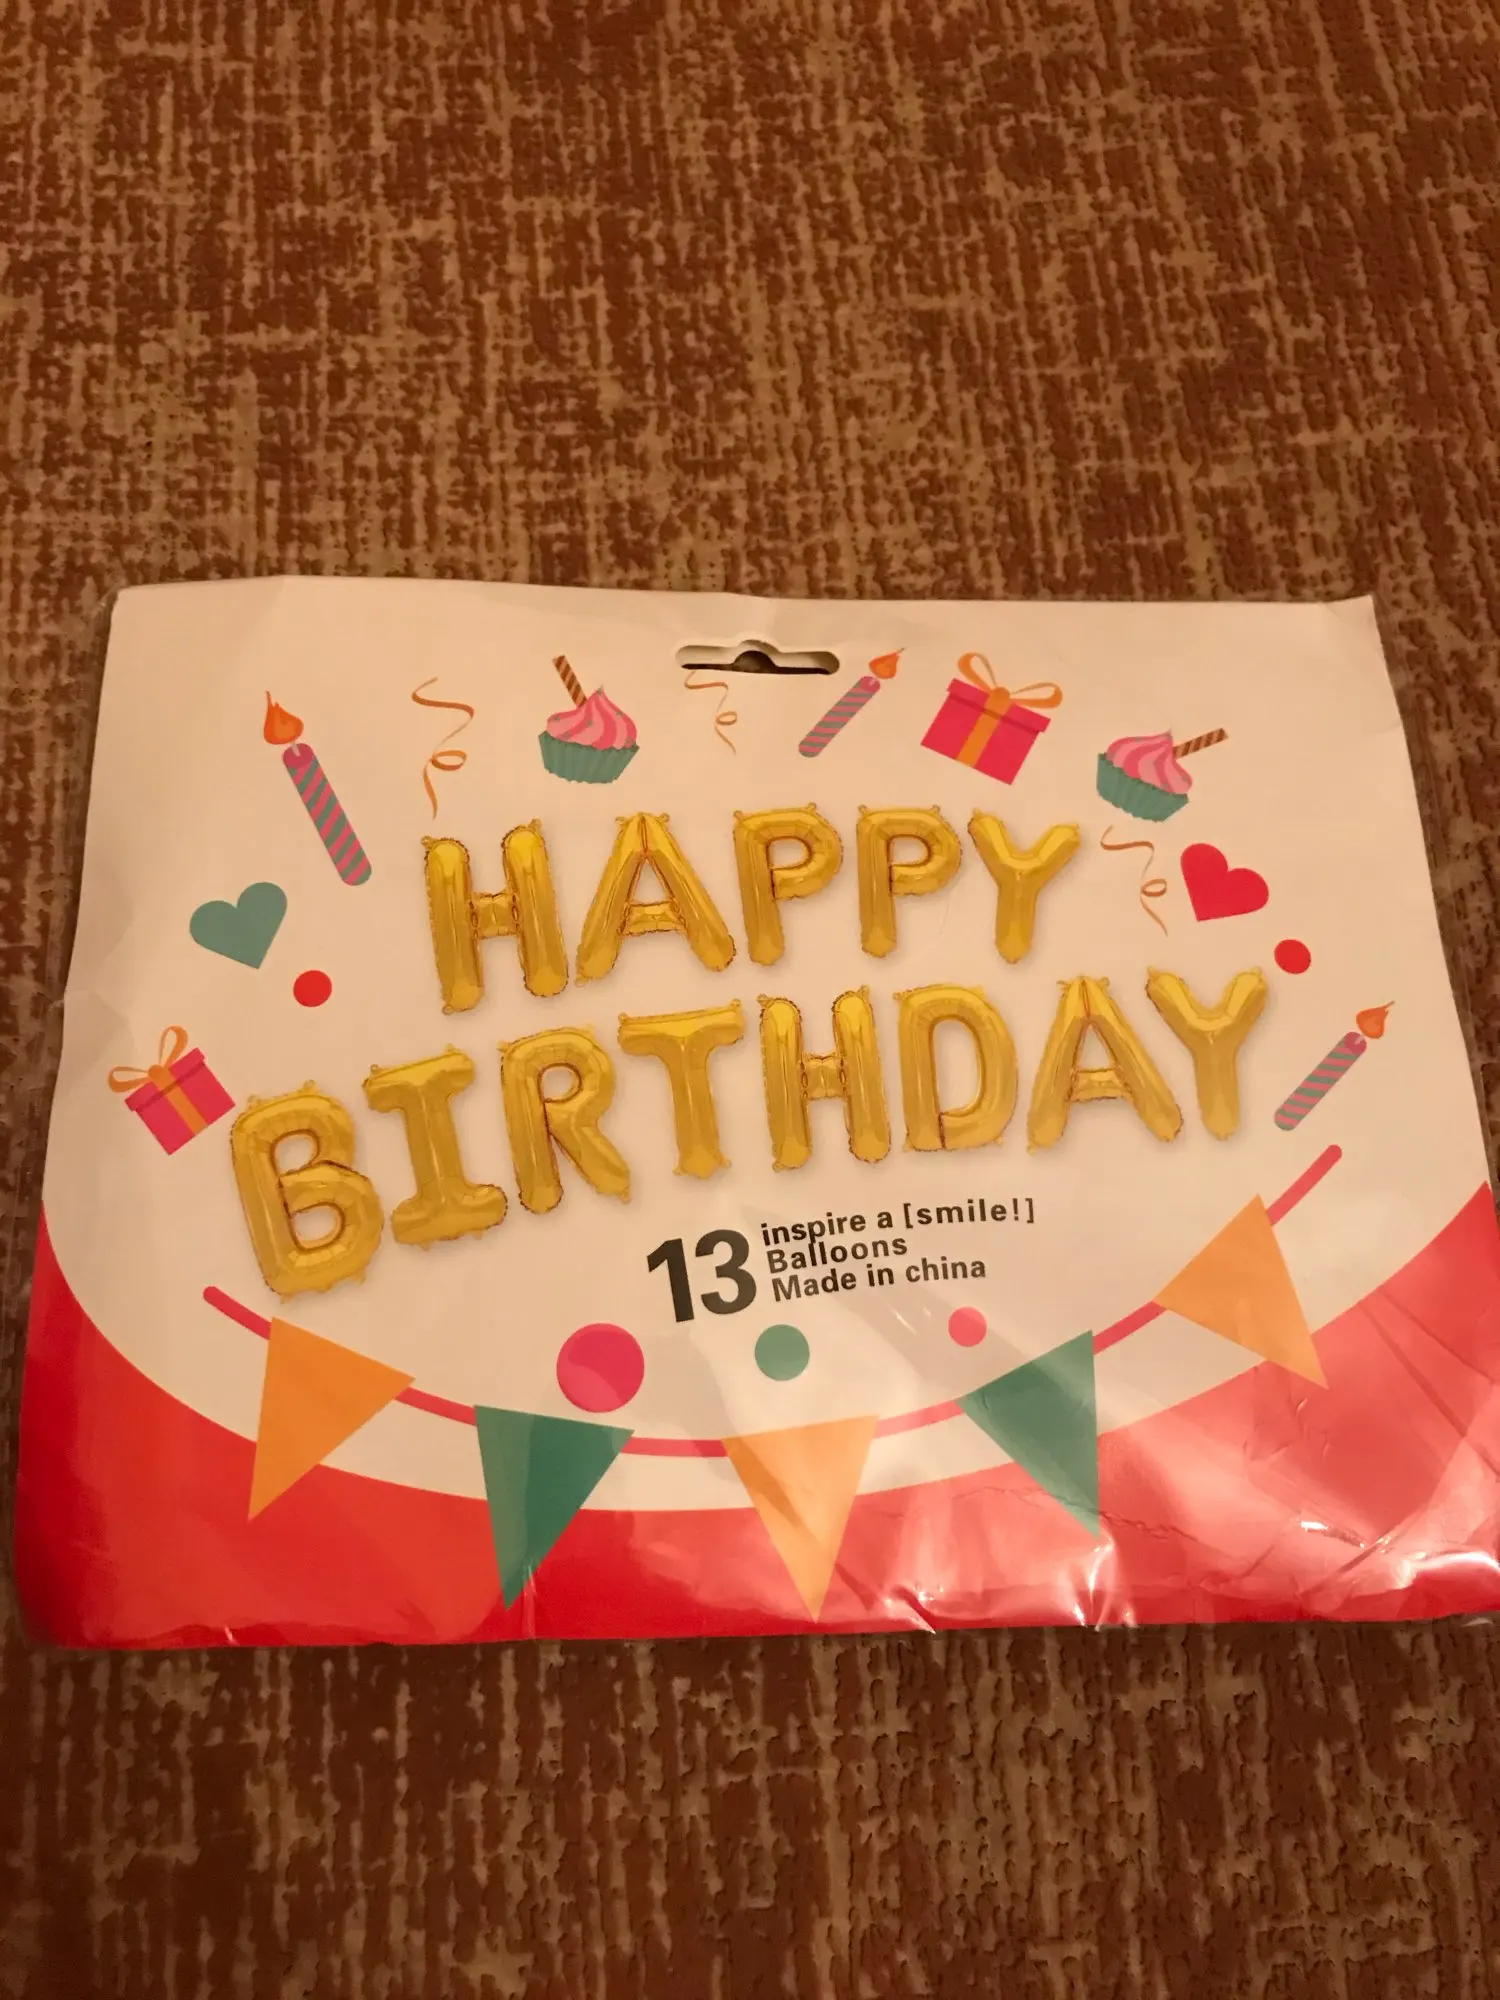 HAPPY
BIRTHDAY
13
inspire a [smile!]
Balloons
Made in china